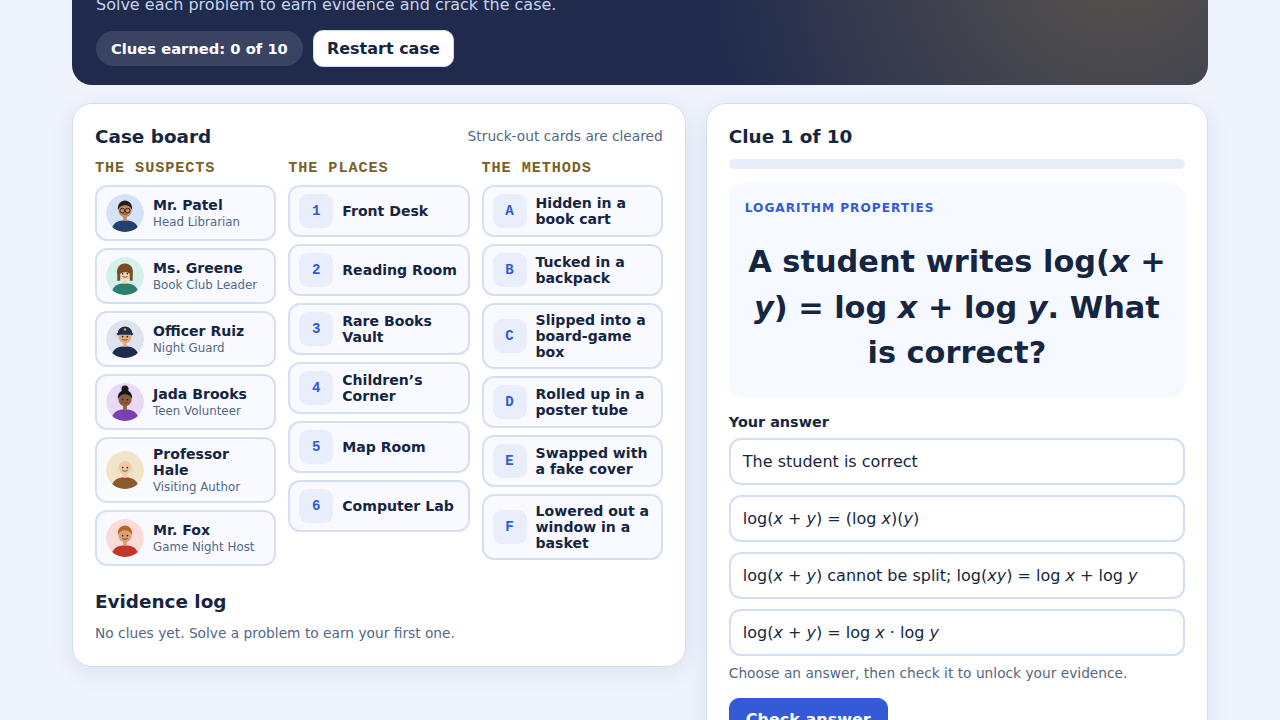 Solve each problem to earn evidence and crack the case.
Clues earned: 0 of 10
Restart case
Case board
Struck-out cards are cleared
THE SUSPECTS
Mr. Patel
Head Librarian
Ms. Greene
Book Club Leader
Officer Ruiz
Night Guard
Jada Brooks
Teen Volunteer
Professor
Hale
Visiting Author
Mr. Fox
Game Night Host
THE PLACES
1 Front Desk
2 Reading Room
3 Rare Books
Vault
4 Children’s
Corner
5 Map Room
6 Computer Lab
THE METHODS
A Hidden in a
book cart
B Tucked in a
backpack
C Slipped into a
board-game
box
D Rolled up in a
poster tube
E Swapped with
a fake cover
F Lowered out a
window in a
basket
Evidence log
No clues yet. Solve a problem to earn your first one.
Clue 1 of 10
LOGARITHM PROPERTIES
A student writes log(x +
y) = log x + log y. What
is correct?
Your answer
The student is correct
log(x + y) = (log x)(y)
log(x + y) cannot be split; log(xy) = log x + log y
log(x + y) = log x · log y
Choose an answer, then check it to unlock your evidence.
Check answer